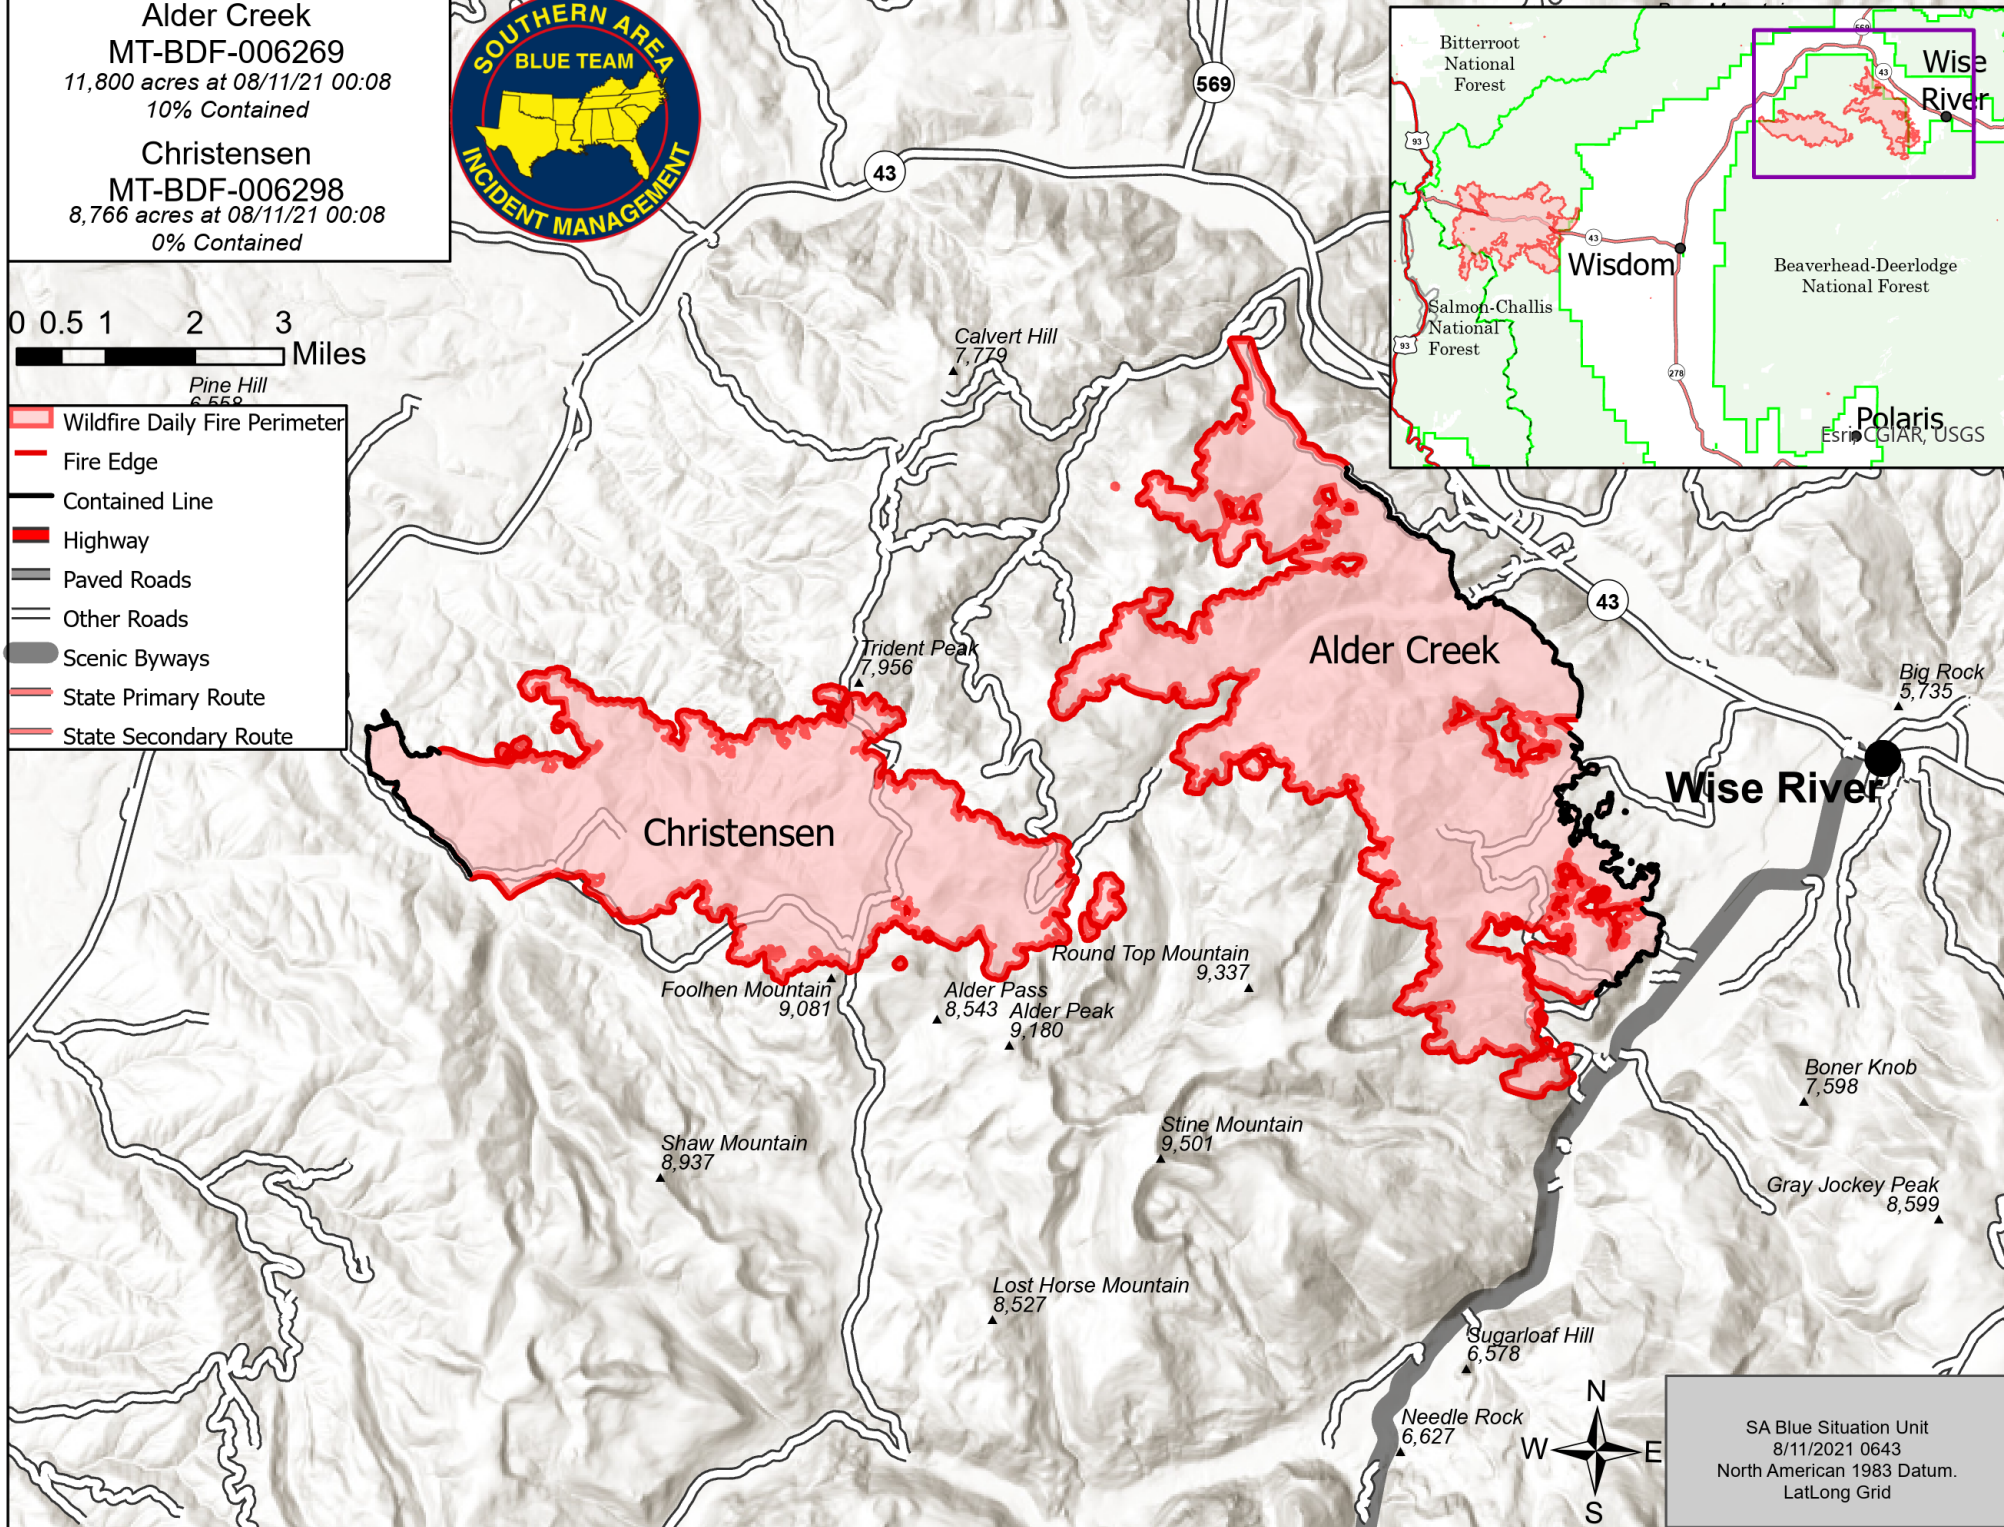 Alder Creek
MT-BDF-006269
11,800 acres at 08/11/21 00:08
10% Contained
Christensen
MT-BDF-006298
8,766 acres at 08/11/21 00:08
0% Contained
SOUTHERN AREA
BLUE TEAM
INCIDENT MANAGEMENT
0 0.5 1 2 3
Miles
Pine Hill
6,558
Wildfire Daily Fire Perimeter
Fire Edge
Contained Line
Highway
Paved Roads
Other Roads
Scenic Byways
State Primary Route
State Secondary Route
569
43
Calvert Hill
7,779
Trident Peak
7,956
Alder Creek
43
Big Rock
5,735
Wise River
Christensen
Round Top Mountain
9,337
Foolhen Mountain
9,081
Alder Pass
8,543
Alder Peak
9,180
Boner Knob
7,598
Stine Mountain
9,501
Shaw Mountain
8,937
Gray Jockey Peak
8,599
Lost Horse Mountain
8,527
Sugarloaf Hill
6,578
Needle Rock
6,627
Bitterroot
National
Forest
569
43
Wise
River
93
43
Wisdom
Beaverhead-Deerlodge
National Forest
Salmon-Challis
National
Forest
93
278
Polaris
Esri, CGIAR, USGS
N
W E
S
SA Blue Situation Unit
8/11/2021 0643
North American 1983 Datum.
LatLong Grid